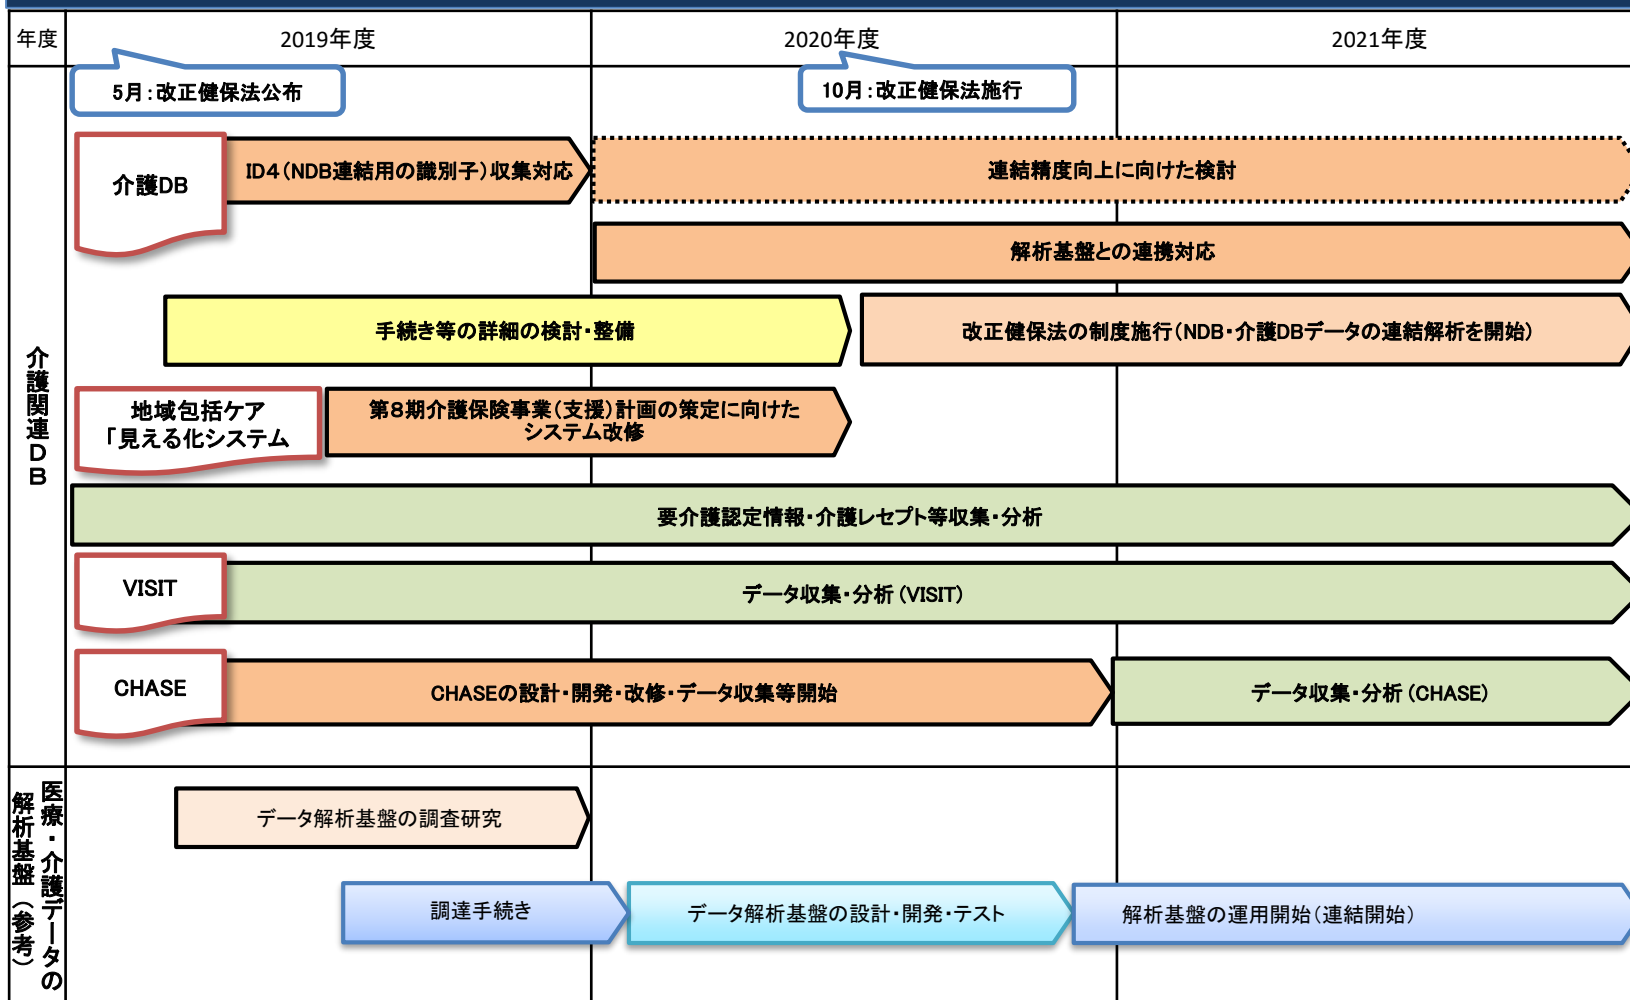 年度
2019年度
2020年度
2021年度
5月：改正健保法公布
10月：改正健保法施行
介護関連DB
介護DB
ID４（NDB連結用の識別子）収集対応
連結精度向上に向けた検討
解析基盤との連携対応
手続き等の詳細の検討・整備
改正健保法の制度施行（NDB・介護DBデータの連結解析を開始）
地域包括ケア
「見える化システム
第８期介護保険事業（支援）計画の策定に向けた
システム改修
要介護認定情報・介護レセプト等収集・分析
VISIT
データ収集・分析（VISIT）
CHASE
CHASEの設計・開発・改修・データ収集等開始
データ収集・分析（CHASE）
医療・介護データの
解析基盤（参考）
データ解析基盤の調査研究
調達手続き
データ解析基盤の設計・開発・テスト
解析基盤の運用開始（連結開始）